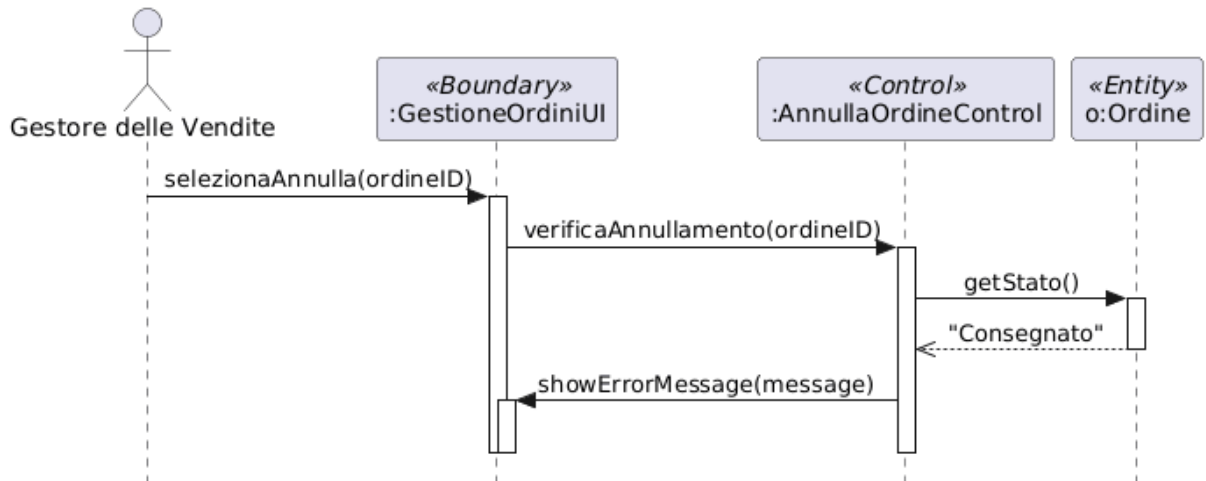 Gestore delle Vendite
«Boundary»
:GestioneOrdiniUI
«Control»
:AnnullaOrdineControl
«Entity»
o:Ordine
selezionaAnnulla(ordineID)
verificaAnnullamento(ordineID)
getStato()
"Consegnato"
showErrorMessage(message)